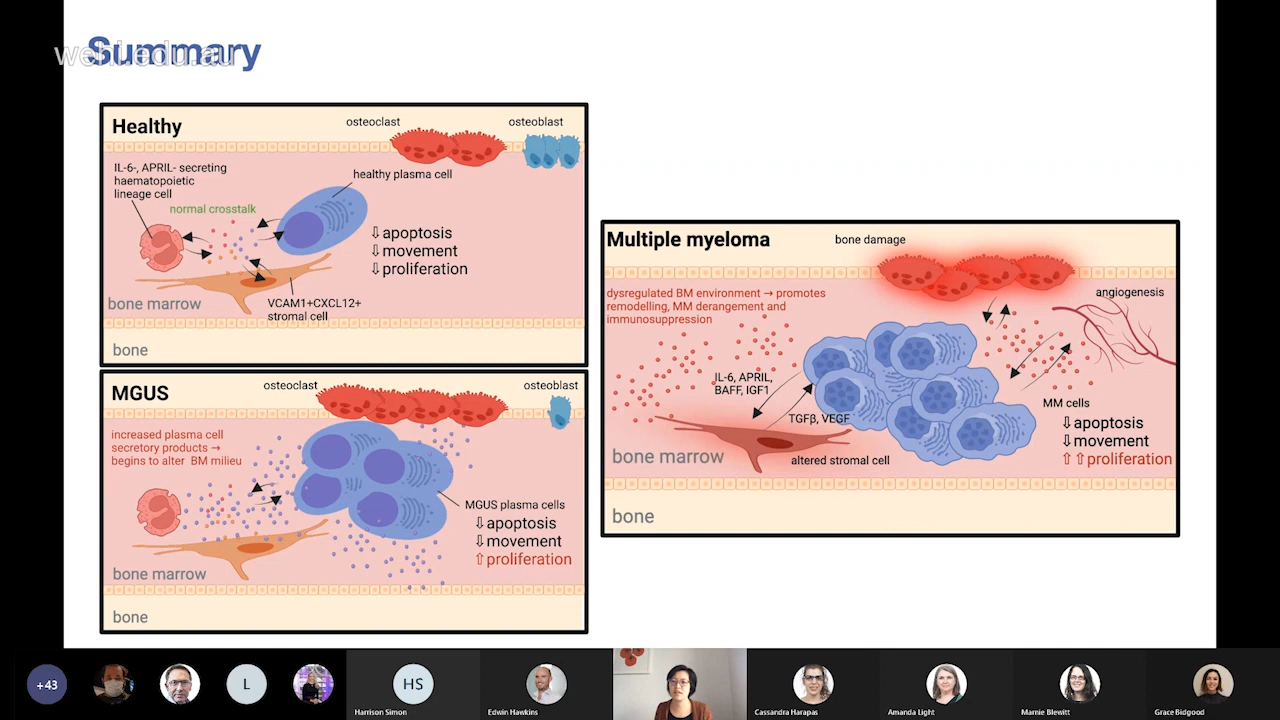 wehi.edu.au
Summary
Healthy
osteoclast
osteoblast
IL-6-, APRIL- secreting
haematopoietic
lineage cell
healthy plasma cell
normal crosstalk
⇩apoptosis
⇩movement
⇩proliferation
bone marrow
VCAM1+CXCL12+
stromal cell
bone
MGUS
osteoclast
osteoblast
increased plasma cell
secretory products →
begins to alter BM milieu
MGUS plasma cells
⇩apoptosis
⇩movement
⇧proliferation
bone marrow
bone
Multiple myeloma
bone damage
dysregulated BM environment → promotes
remodelling, MM derangement and
immunosuppression
angiogenesis
IL-6, APRIL,
BAFF, IGF1
TGFβ, VEGF
MM cells
⇩apoptosis
⇩movement
⇧⇧proliferation
bone marrow
altered stromal cell
bone
+43
L
HS
Harrison Simon
Edwin Hawkins
Cassandra Harapas
Amanda Light
Marnie Blewitt
Grace Bidgood